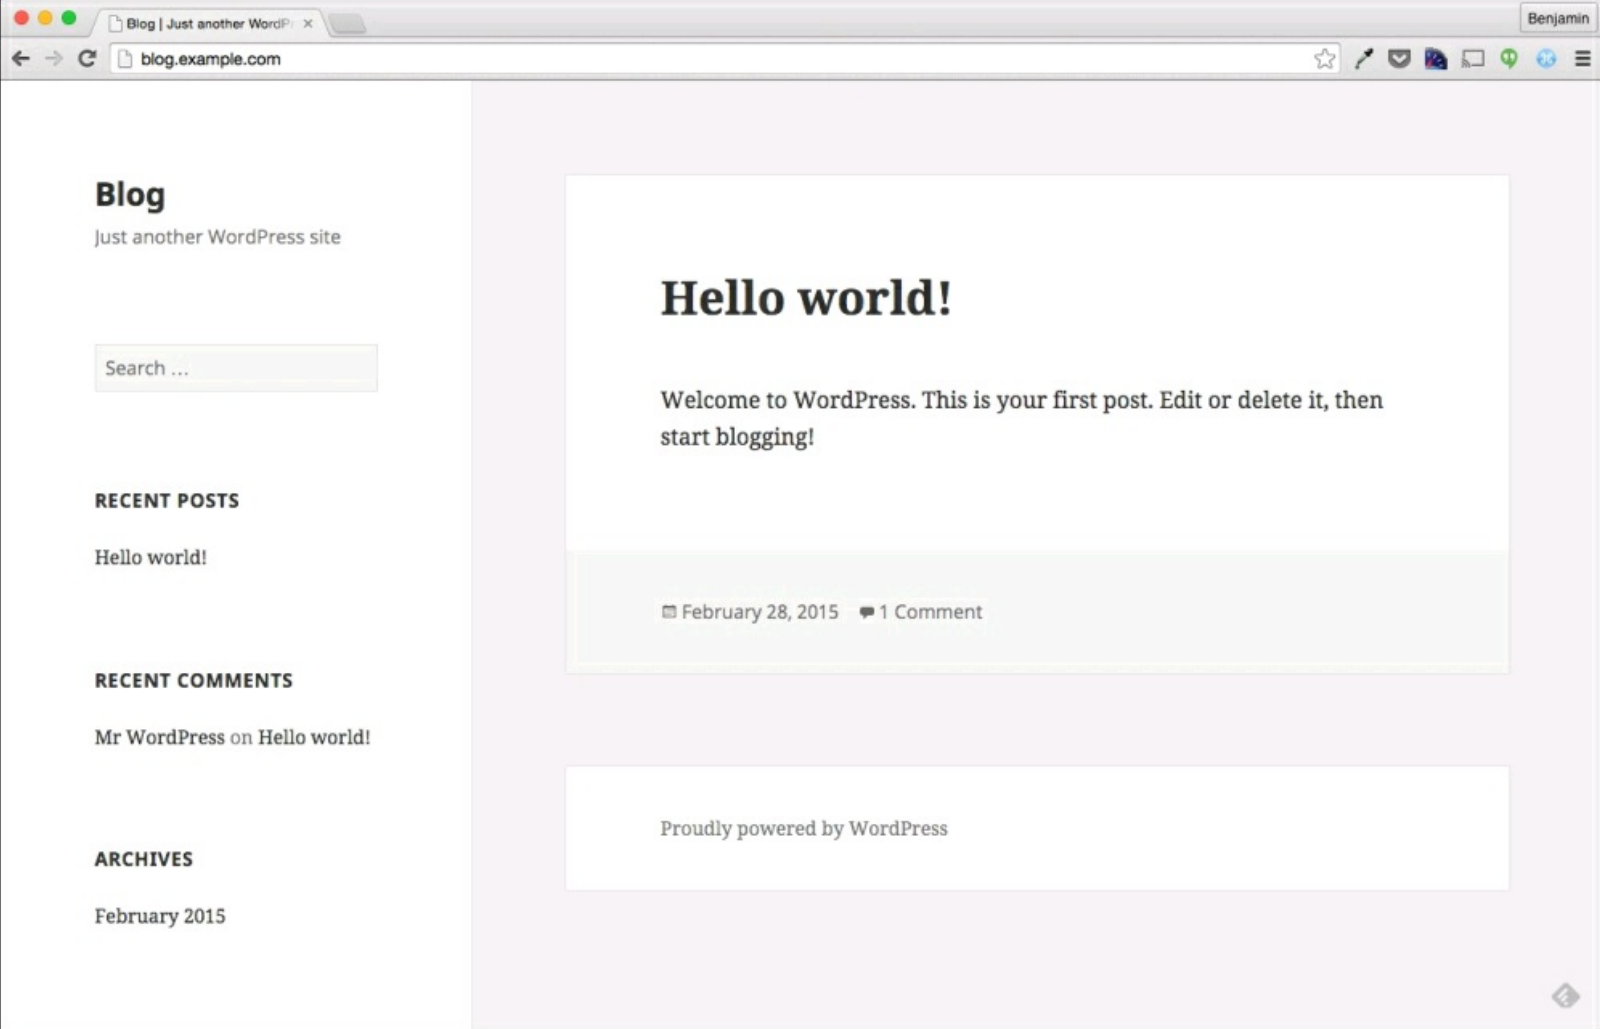 Blog | Just another WordP
Benjamin
blog.example.com
Blog
Just another WordPress site
Search ...
RECENT POSTS
Hello world!
RECENT COMMENTS
Mr WordPress on Hello world!
ARCHIVES
February 2015
Hello world!
Welcome to WordPress. This is your first post. Edit or delete it, then
start blogging!
February 28, 2015 1 Comment
Proudly powered by WordPress